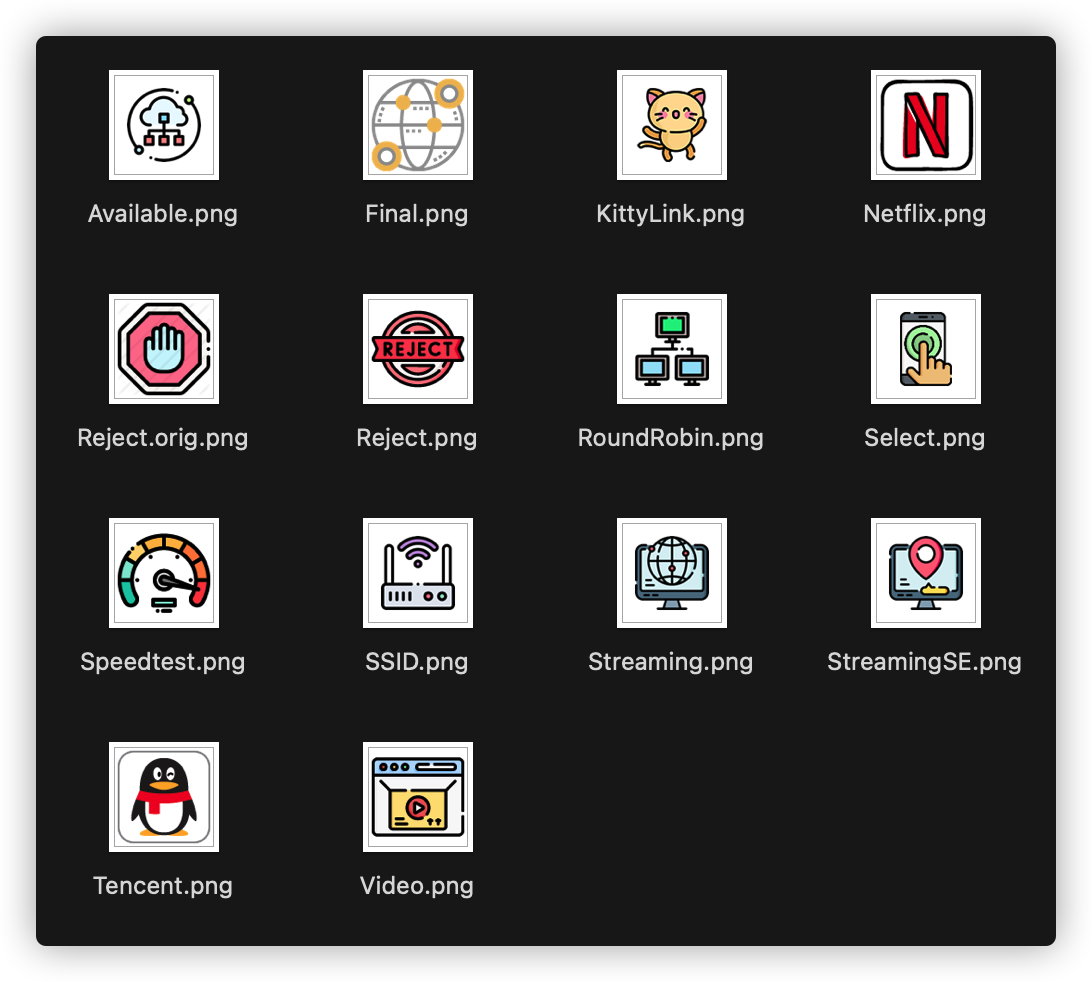 Available.png
Final.png
KittyLink.png
N
Netflix.png
Reject.orig.png
REJECT
Reject.png
RoundRobin.png
Select.png
Speedtest.png
SSID.png
Streaming.png
StreamingSE.png
Tencent.png
Video.png